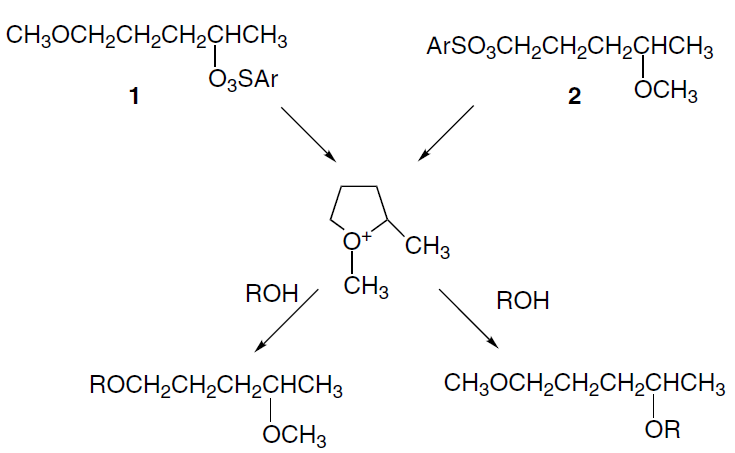 CH₃OCH₂CH₂CH₂CHCH₃
O₃SAr
1
ArSO₃CH₂CH₂CH₂CHCH₃
OCH₃
2
O⁺
CH₃
CH₃
ROH
ROH
ROCH₂CH₂CH₂CHCH₃
OCH₃
CH₃OCH₂CH₂CH₂CHCH₃
OR